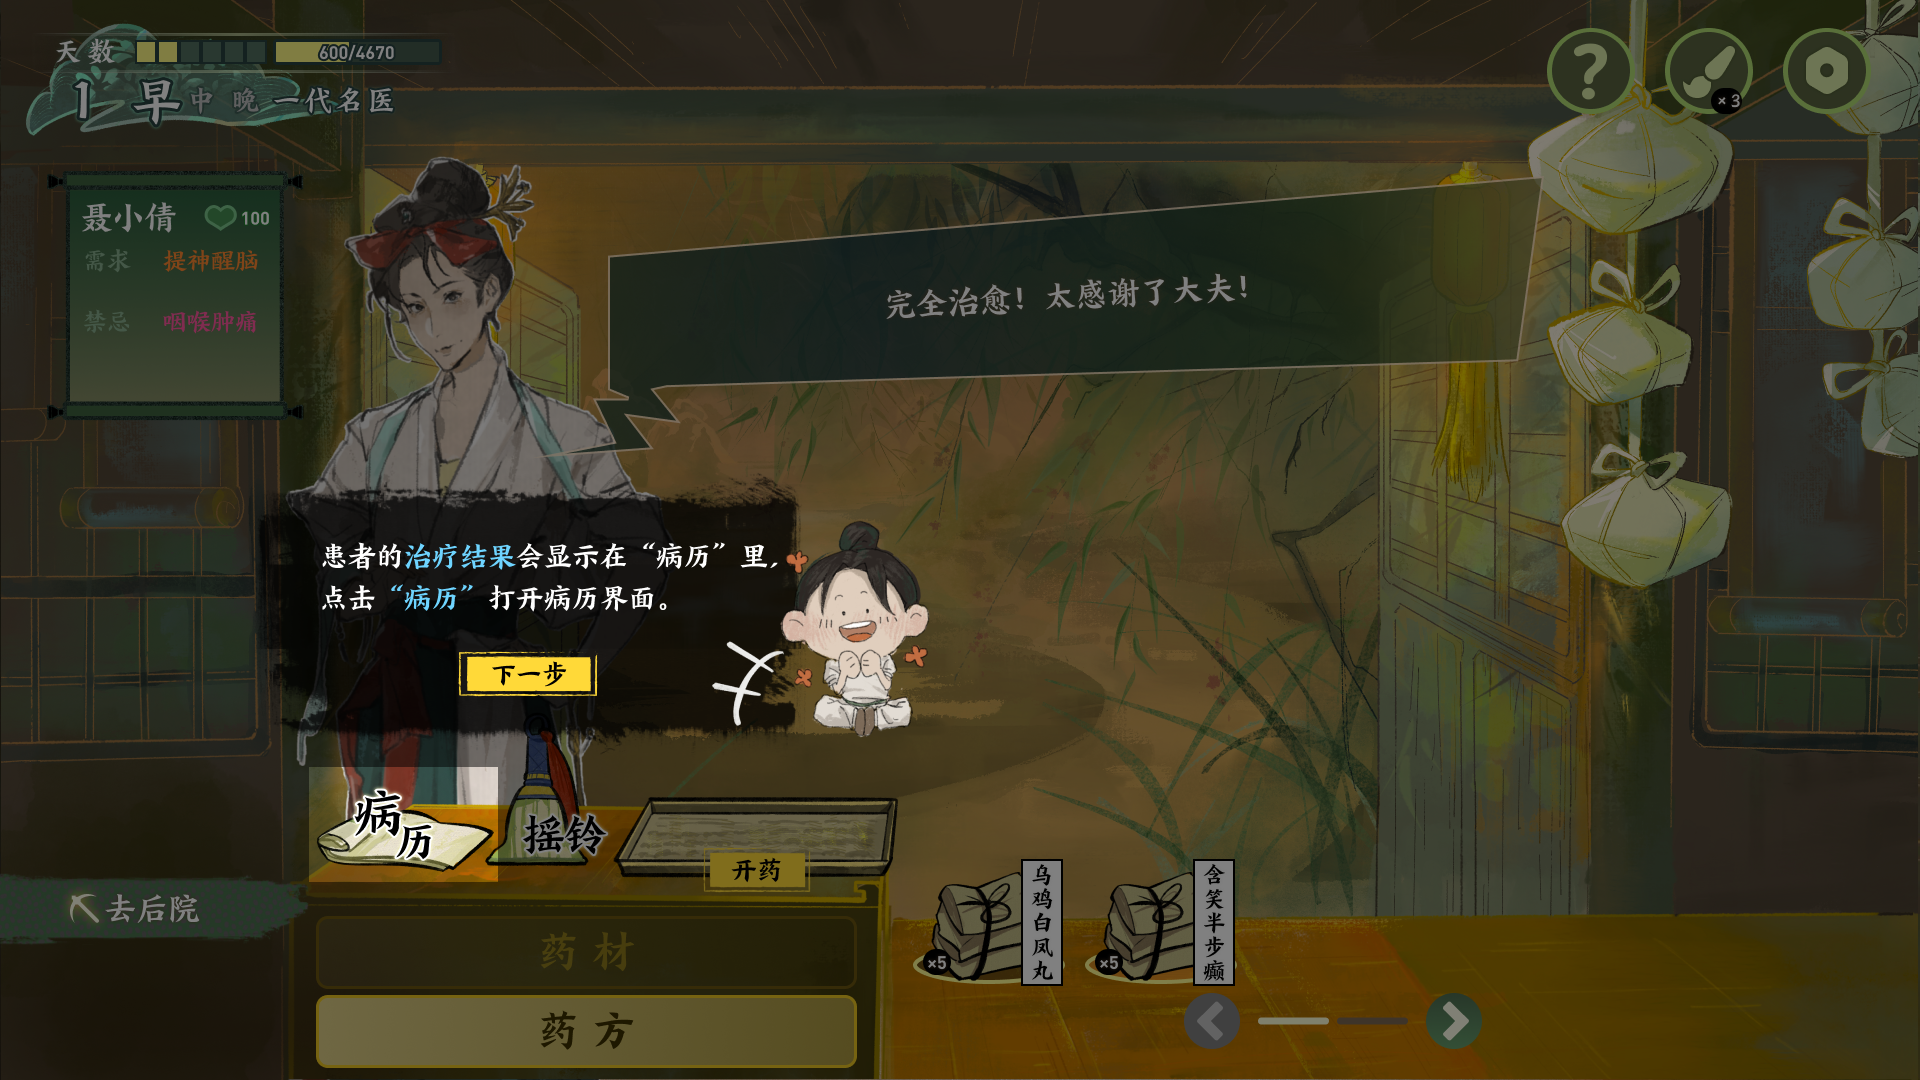 天数
600/4670
1 早 中 晚 一代名医
× 3
聂小倩 100
需求 提神醒脑
禁忌 咽喉肿痛
完全治愈！太感谢了大夫！
患者的治疗结果会显示在“病历”里，
点击“病历”打开病历界面。
下一步
病历
摇铃
开药
去后院
药材
药方
乌鸡白凤丸
×5
含笑半步癫
×5